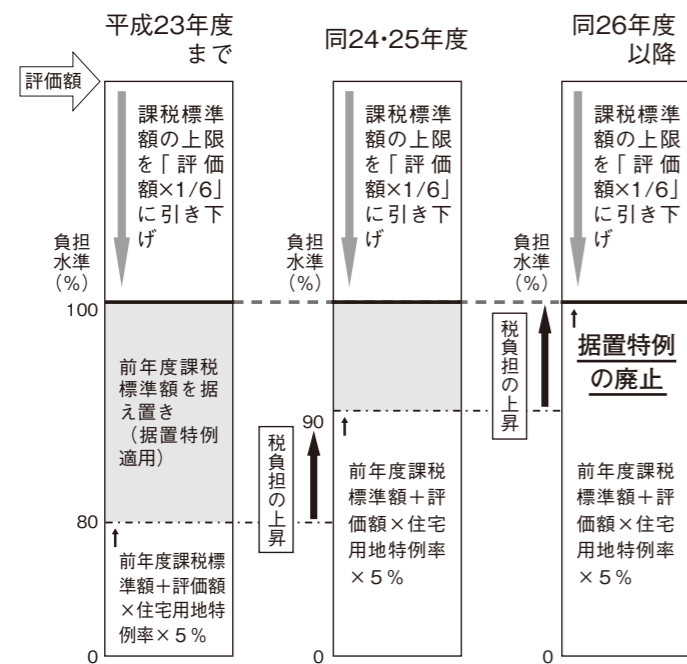 平成23年度
まで
同24・25年度
同26年度
以降
評価額
課税標準
額の上限
を「評価
額×1/6」
に引き下
げ
課税標準
額の上限
を「評価
額×1/6」
に引き下
げ
課税標準
額の上限
を「評価
額×1/6」
に引き下
げ
負担
水準
（%）
100
前年度課税
標準額を据
え置き
（据置特例
適用）
80
前年度課税標
準額＋評価額
×住宅用地特
例率×５%
0
負担
水準
（%）
税負担の上昇
90
前年度課税
標準額＋評
価額×住宅
用地特例率
×５%
0
負担
水準
（%）
税負担の上昇
据置特例
の廃止
前年度課税
標準額＋評
価額×住宅
用地特例率
×５%
0